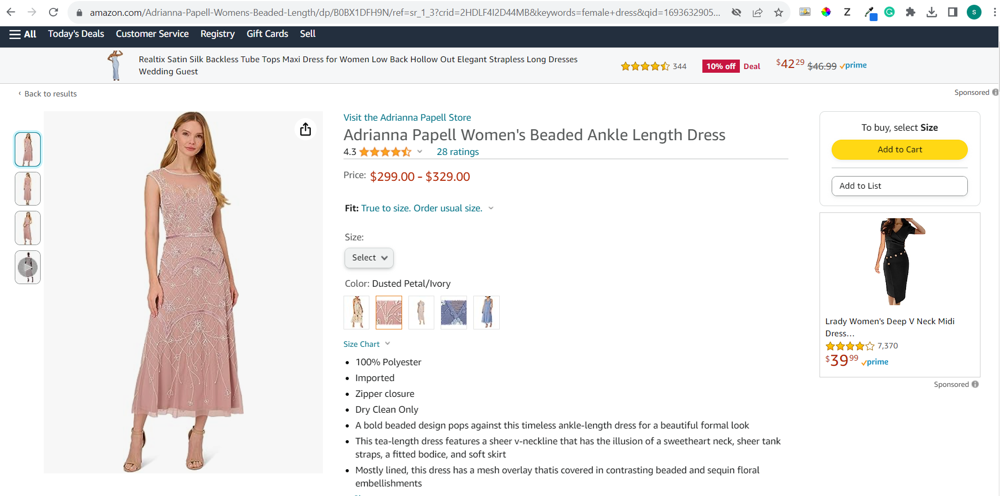 amazon.com/Adrianna-Papell-Womens-Beaded-Length/dp/B0BX1DFH9N/ref=sr_1_3?crid=2HDLF4I2D44MB&keywords=female+dress&qid=1693632905...
Z
G
s
All Today's Deals Customer Service Registry Gift Cards Sell
Realtix Satin Silk Backless Tube Tops Maxi Dress for Women Low Back Hollow Out Elegant Strapless Long Dresses
Wedding Guest
344 10% off Deal $42 29 $46.99 prime
‹ Back to results
Sponsored
Visit the Adrianna Papell Store
Adrianna Papell Women's Beaded Ankle Length Dress
4.3 28 ratings
Price: $299.00 - $329.00
Fit: True to size. Order usual size.
Size:
Select
Color: Dusted Petal/Ivory
Size Chart
• 100% Polyester
• Imported
• Zipper closure
• Dry Clean Only
• A bold beaded design pops against this timeless ankle-length dress for a beautiful formal look
• This tea-length dress features a sheer v-neckline that has the illusion of a sweetheart neck, sheer tank
straps, a fitted bodice, and soft skirt
• Mostly lined, this dress has a mesh overlay thatis covered in contrasting beaded and sequin floral
embellishments
To buy, select Size
Add to Cart
Add to List
Lrady Women's Deep V Neck Midi
Dress...
7,370
$39 99 prime
Sponsored